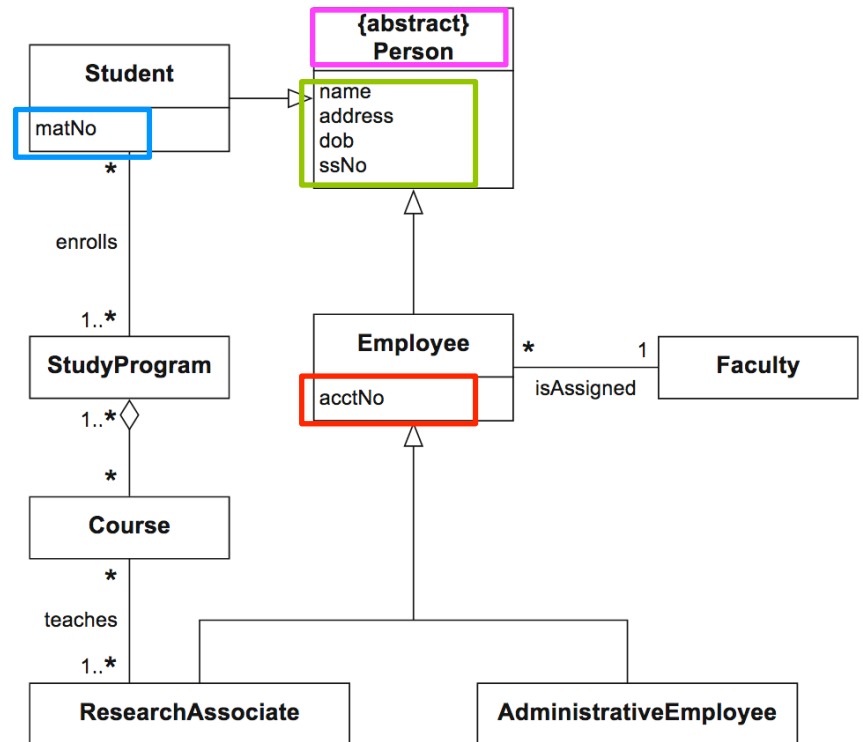 {abstract}
Person
Student
name
address
dob
ssNo
matNo
*
enrolls
1..*
StudyProgram
Employee
*
1
isAssigned
Faculty
acctNo
1..*
*
Course
*
teaches
1..*
ResearchAssociate
AdministrativeEmployee